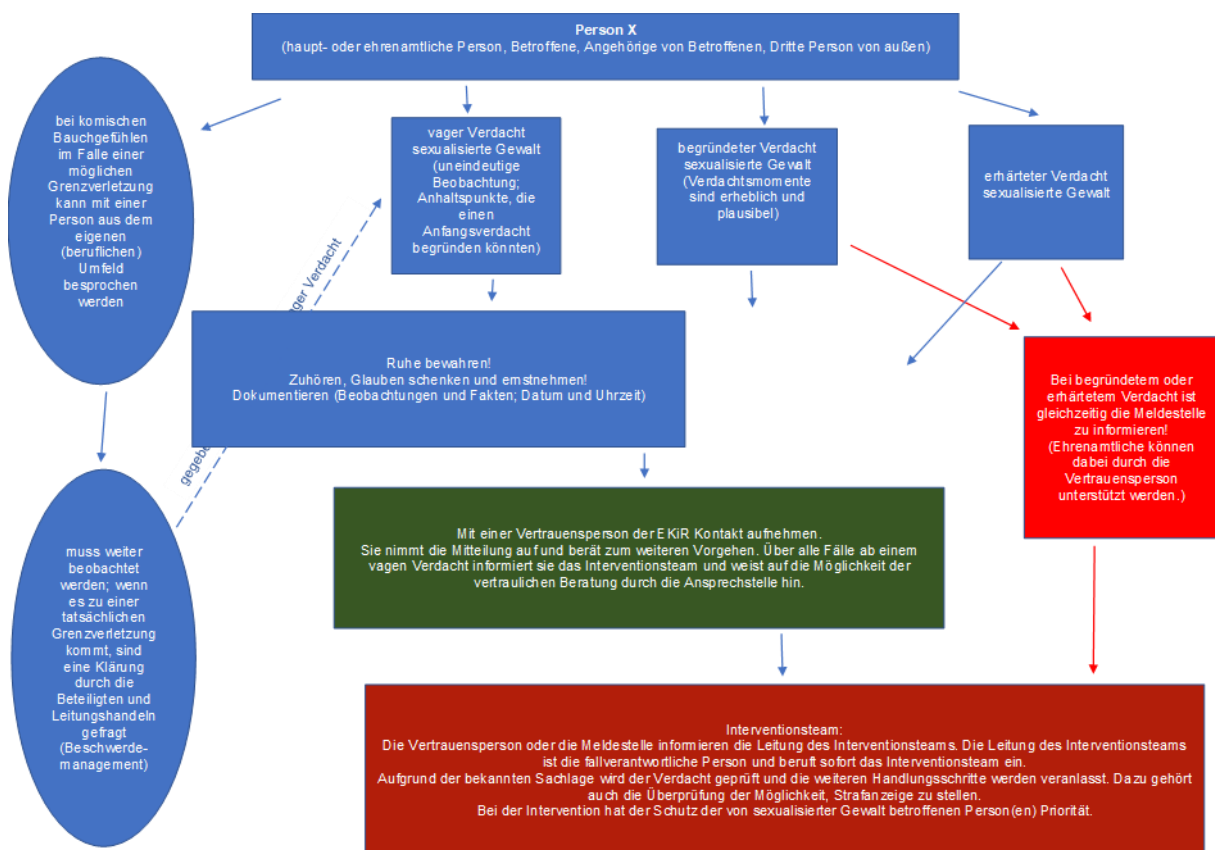 Person X
(haupt- oder ehrenamtliche Person, Betroffene, Angehörige von Betroffenen, Dritte Person von außen)
bei komischen
Bauchgefühlen
im Falle einer
möglichen
Grenzverletzung
kann mit einer
Person aus dem
eigenen
(beruflichen)
Umfeld
besprochen
werden
vager Verdacht
sexualisierte Gewalt
(uneindeutige
Beobachtung;
Anhaltspunkte, die
einen
Anfangsverdacht
begründen könnten)
begründeter Verdacht
sexualisierte Gewalt
(Verdachtsmomente
sind erheblich und
plausibel)
erhärteter Verdacht
sexualisierte Gewalt
Verdacht
Ruhe bewahren!
Zuhören, Glauben schenken und ernstnehmen!
Dokumentieren (Beobachtungen und Fakten; Datum und Uhrzeit)
Bei begründetem oder
erhärtetem Verdacht ist
gleichzeitig die Meldestelle
zu informieren!
(Ehrenamtliche können
dabei durch die
Vertrauensperson
unterstützt werden.)
muss weiter
beobachtet
werden; wenn
es zu einer
tatsächlichen
Grenzverletzung
kommt, sind
eine Klärung
durch die
Beteiligten und
Leitungshandeln
gefragt
(Beschwerde-
management)
Mit einer Vertrauensperson der EKiR Kontakt aufnehmen.
Sie nimmt die Mitteilung auf und berät zum weiteren Vorgehen. Über alle Fälle ab einem
vagen Verdacht informiert sie das Interventionsteam und weist auf die Möglichkeit der
vertraulichen Beratung durch die Ansprechstelle hin.
Interventionsteam:
Die Vertrauensperson oder die Meldestelle informieren die Leitung des Interventionsteams. Die Leitung des Interventionsteams
ist die fallverantwortliche Person und beruft sofort das Interventionsteam ein.
Aufgrund der bekannten Sachlage wird der Verdacht geprüft und die weiteren Handlungsschritte werden veranlasst. Dazu gehört
auch die Überprüfung der Möglichkeit, Strafanzeige zu stellen.
Bei der Intervention hat der Schutz der von sexualisierter Gewalt betroffenen Person(en) Priorität.